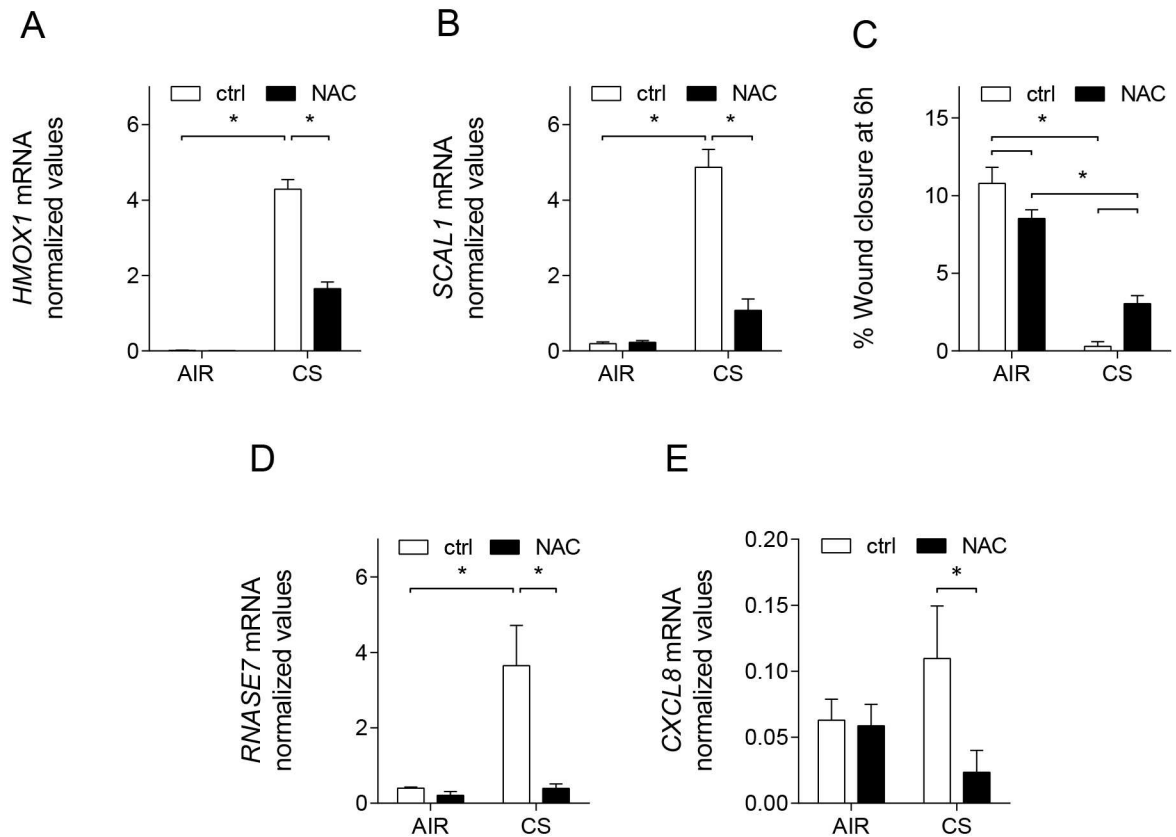 A
ctrl NAC
HMOX1 mRNA
normalized values
6
4
2
0
* *
AIR CS
B
ctrl NAC
SCAL1 mRNA
normalized values
6
4
2
0
* *
AIR CS
C
ctrl NAC
% Wound closure at 6h
15
10
5
0
*
*
AIR CS
D
ctrl NAC
RNASE7 mRNA
normalized values
6
4
2
0
* *
AIR CS
E
ctrl NAC
CXCL8 mRNA
normalized values
0.20
0.15
0.10
0.05
0.00
*
AIR CS